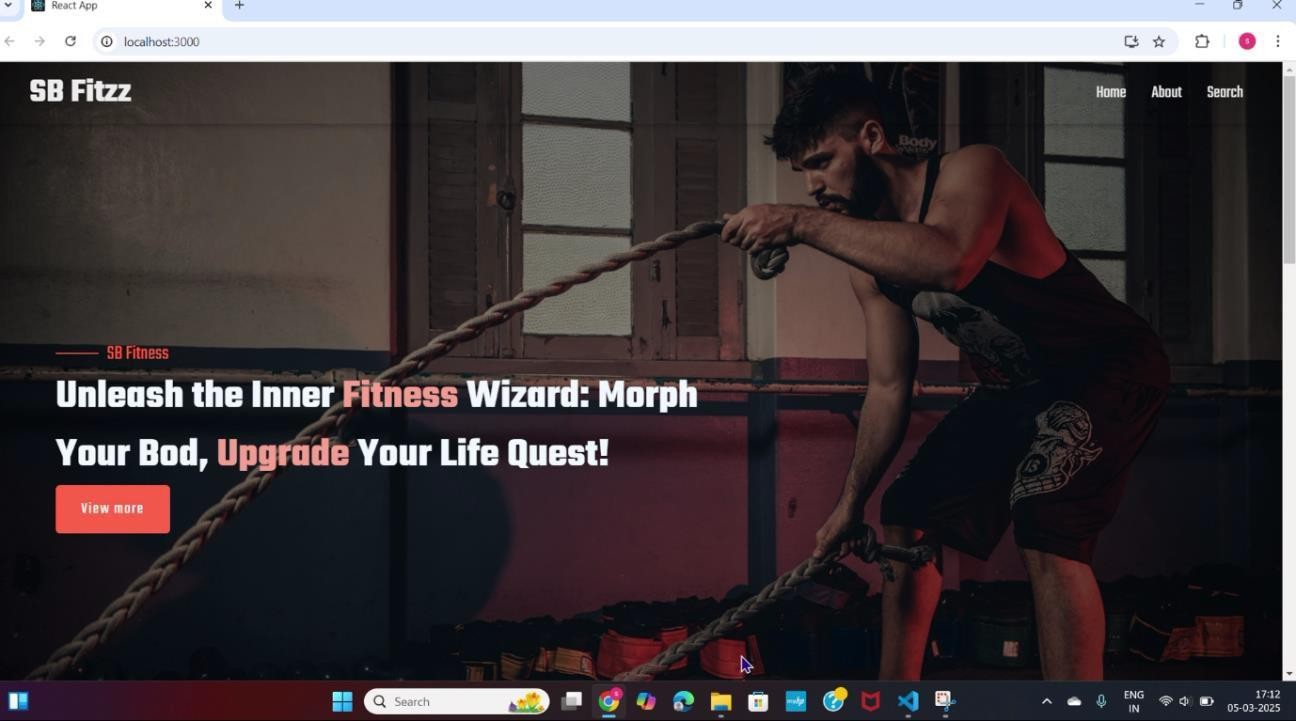 React App
localhost:3000
SB Fitzz
Home About Search
Body
SB Fitness
Unleash the Inner Fitness Wizard: Morph
Your Bod, Upgrade Your Life Quest!
View more
Search
ENG
IN
17:12
05-03-2025